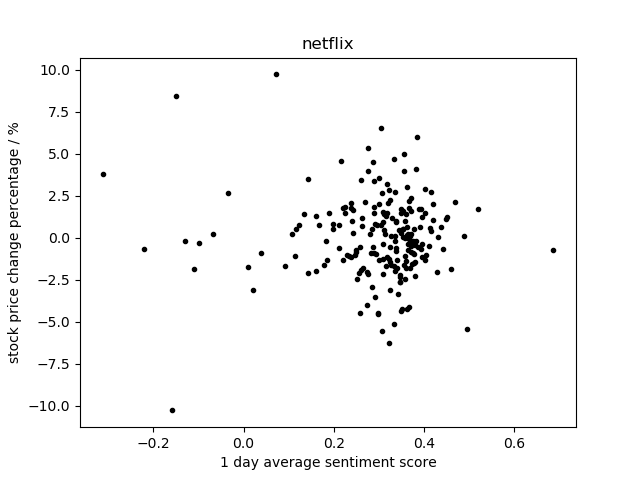 netflix
stock price change percentage / %
10.0
7.5
5.0
2.5
0.0
−2.5
−5.0
−7.5
−10.0
−0.2 0.0 0.2 0.4 0.6
1 day average sentiment score